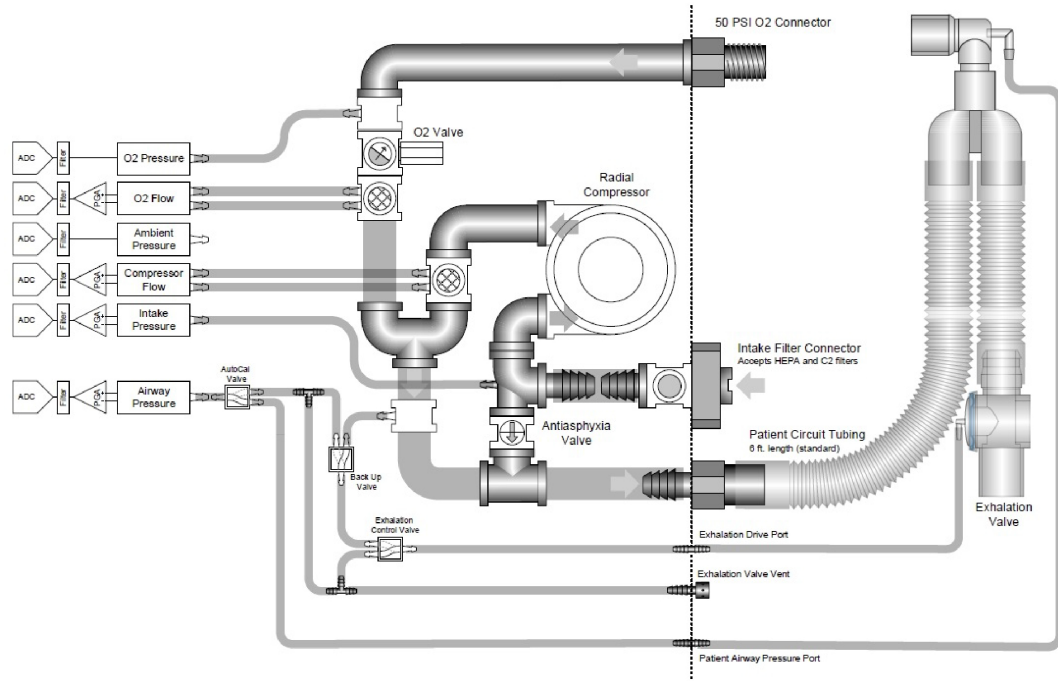 50 PSI O2 Connector
O2 Valve
ADC
Filter
O2 Pressure
ADC
Filter
PGA
O2 Flow
Radial
Compressor
ADC
Filter
Ambient
Pressure
ADC
Filter
PGA
Compressor
Flow
ADC
Filter
PGA
Intake
Pressure
Intake Filter Connector
Accepts HEPA and C2 filters
AutoCal
Valve
ADC
Filter
PGA
Airway
Pressure
Antiasphyxia
Valve
Patient Circuit Tubing
6 ft. length (standard)
Back Up
Valve
Exhalation
Valve
Exhalation
Control Valve
Exhalation Drive Port
Exhalation Valve Vent
Patient Airway Pressure Port